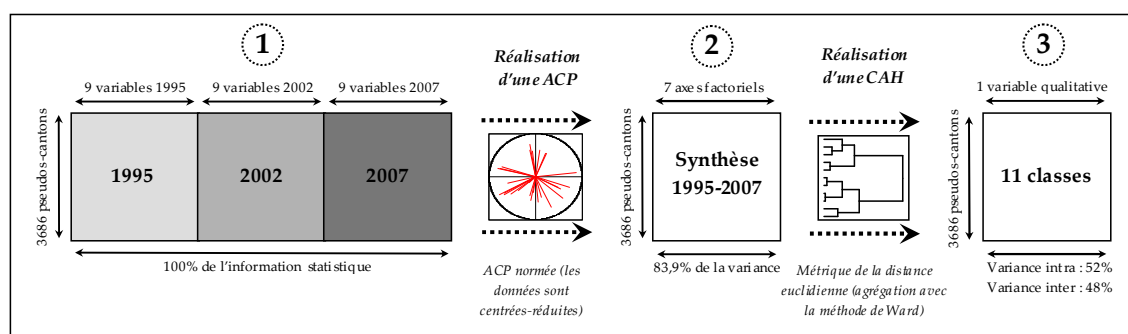 1
9 variables 1995
9 variables 2002
9 variables 2007
3686 pseudos-cantons
1995
2002
2007
100% de l'information statistique
Réalisation
d'une ACP
ACP normée (les
données sont
centrées-réduites)
2
7 axes factoriels
3686 pseudos-cantons
Synthèse
1995-2007
83,9% de la variance
Réalisation
d'une CAH
Métrique de la distance
euclidienne (agrégation avec
la méthode de Ward)
3
1 variable qualitative
3686 pseudos-cantons
11 classes
Variance intra : 52%
Variance inter : 48%